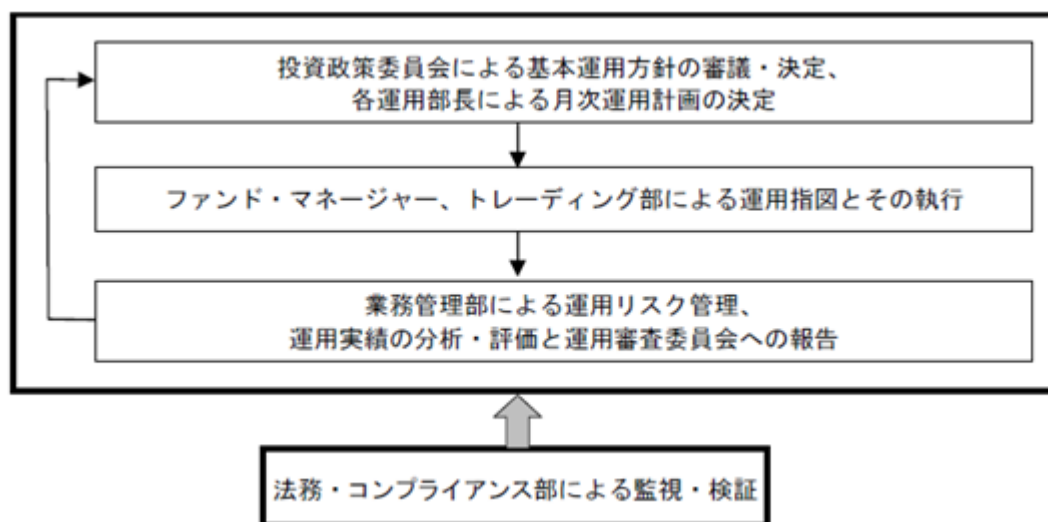 投資政策委員会による基本運用方針の審議・決定、
各運用部長による月次運用計画の決定
ファンド・マネージャー、トレーディング部による運用指図とその執行
業務管理部による運用リスク管理、
運用実績の分析・評価と運用審査委員会への報告
法務・コンプライアンス部による監視・検証